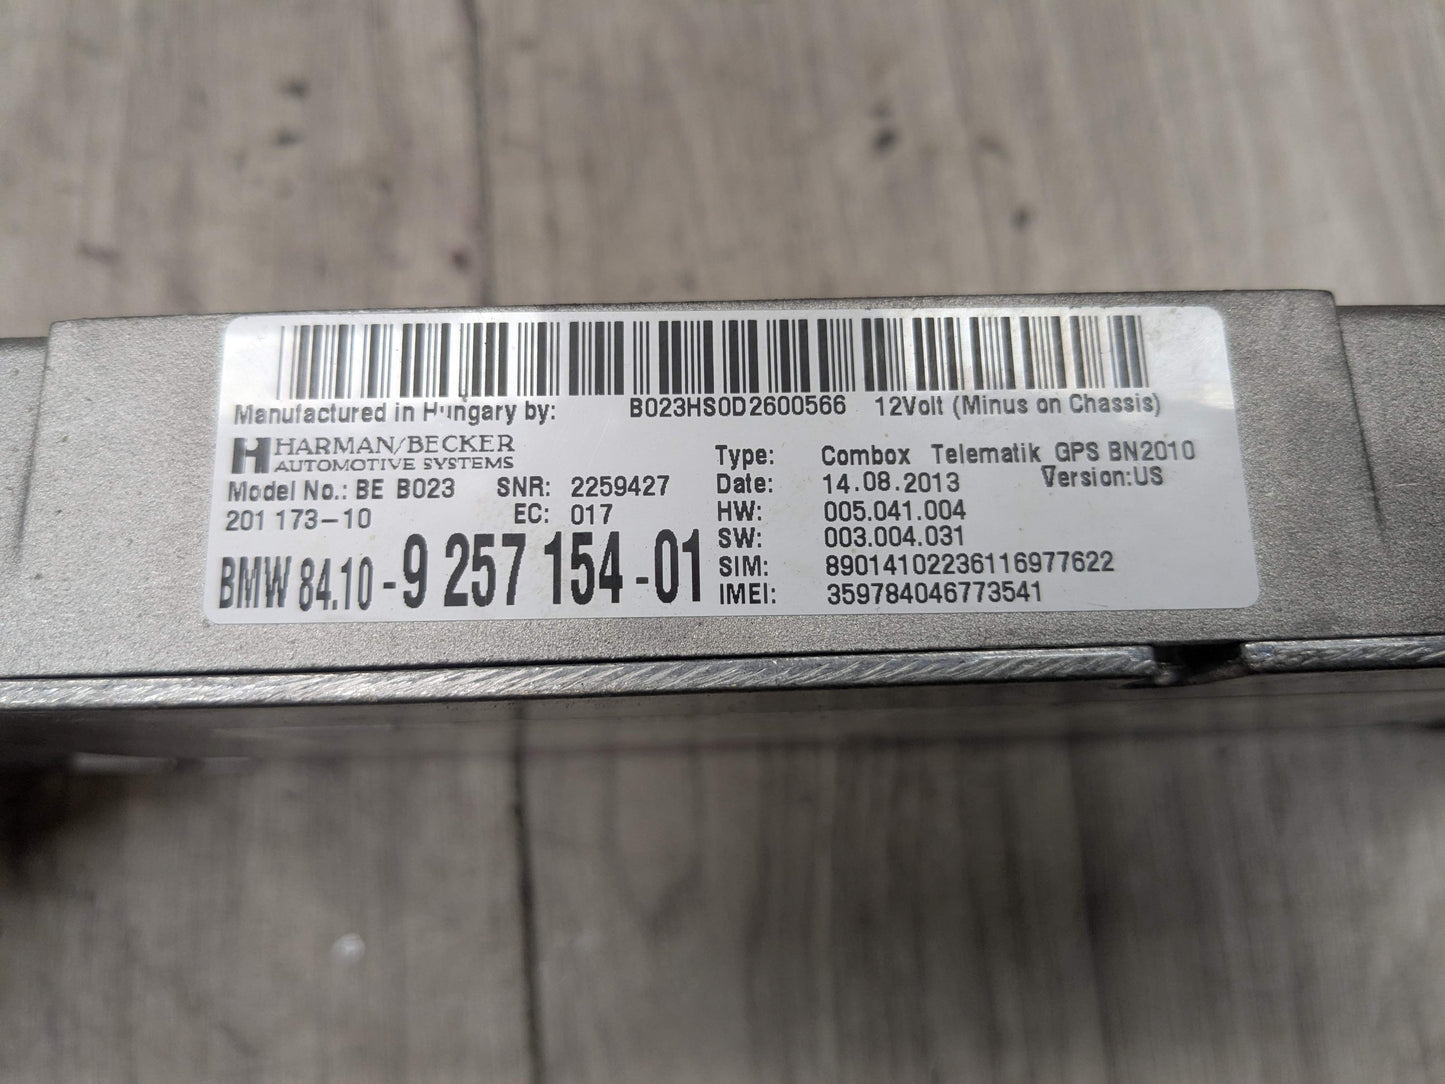 Manufactured in Hungary by: B023HS0D2600566 12Volt (Minus on Chassis)
H HARMAN/BECKER
AUTOMOTIVE SYSTEMS
Model No.: BE B023 SNR: 2259427
201 173-10 EC: 017
BMW 84.10-9 257 154-01
Type: Combox Telematik GPS BN2010
Date: 14.08.2013 Version:US
HW: 005.041.004
SW: 003.004.031
SIM: 89014102236116977622
IMEI: 359784046773541